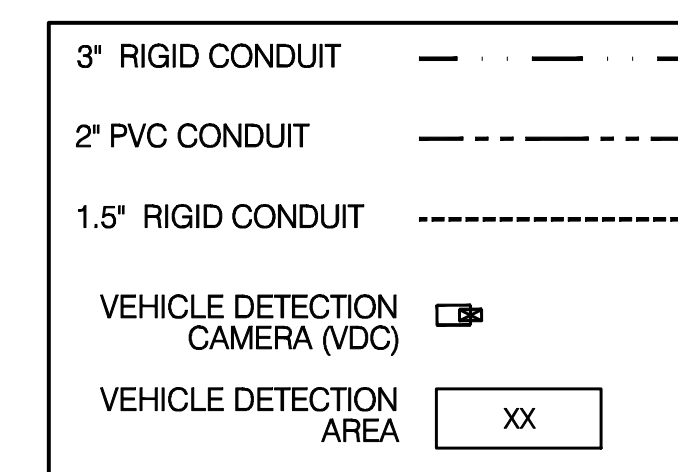 3" RIGID CONDUIT
2" PVC CONDUIT
1.5" RIGID CONDUIT
VEHICLE DETECTION
CAMERA (VDC)
VEHICLE DETECTION
AREA
XX